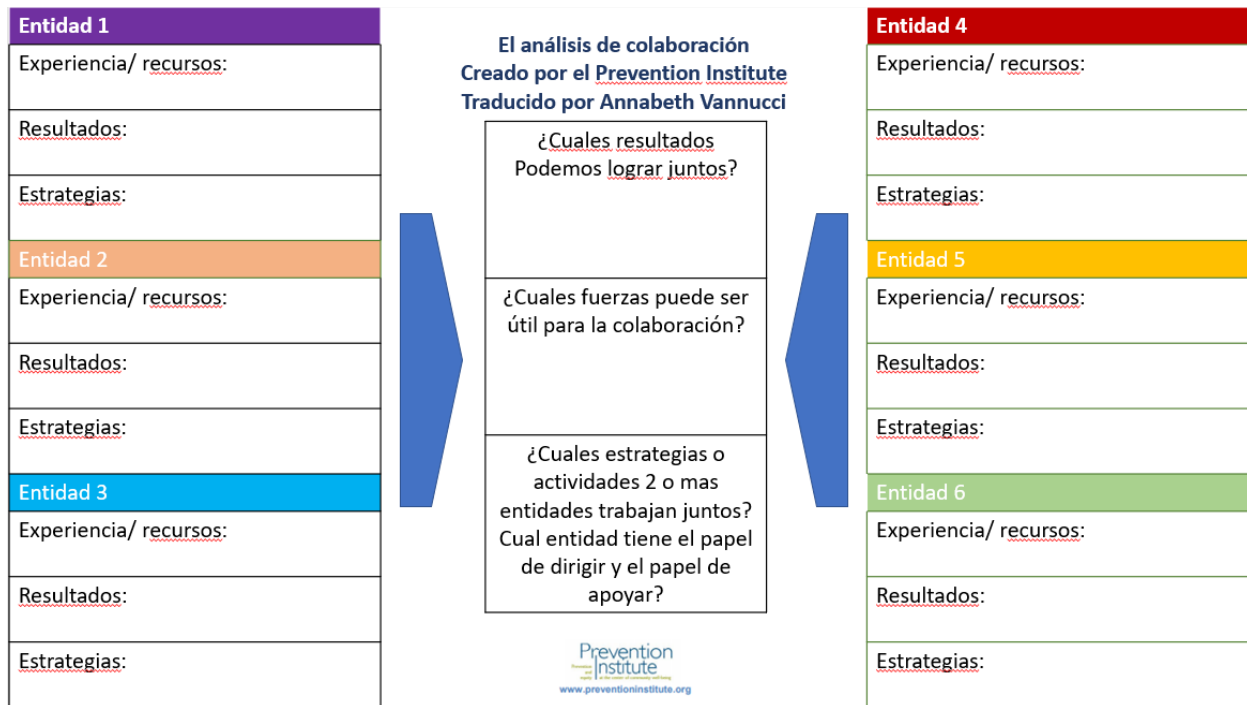 Entidad 1
Experiencia/ recursos:
Resultados:
Estrategias:
Entidad 2
Experiencia/ recursos:
Resultados:
Estrategias:
Entidad 3
Experiencia/ recursos:
Resultados:
Estrategias:
El análisis de colaboración
Creado por el Prevention Institute
Traducido por Annabeth Vannucci
¿Cuales resultados
Podemos lograr juntos?
¿Cuales fuerzas puede ser
útil para la colaboración?
¿Cuales estrategias o
actividades 2 o mas
entidades trabajan juntos?
Cual entidad tiene el papel
de dirigir y el papel de
apoyar?
Prevention
Institute
www.preventioninstitute.org
Entidad 4
Experiencia/ recursos:
Resultados:
Estrategias:
Entidad 5
Experiencia/ recursos:
Resultados:
Estrategias:
Entidad 6
Experiencia/ recursos:
Resultados:
Estrategias: